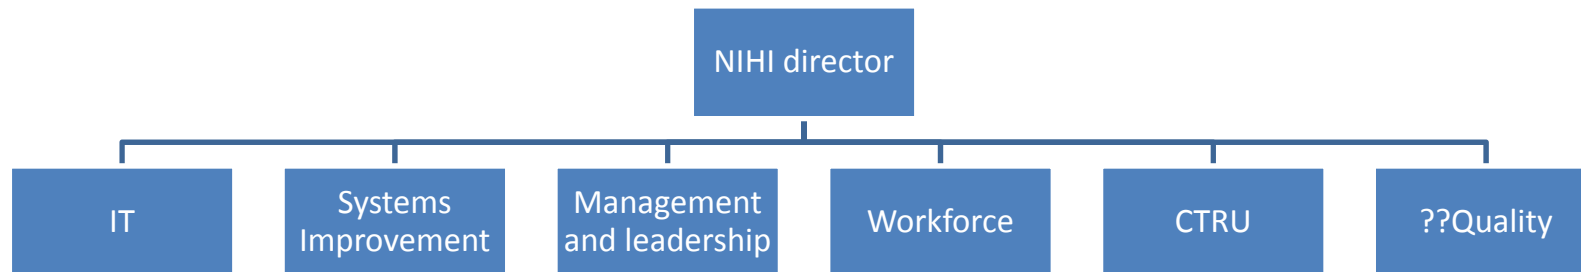 NIHI director
IT
Systems
Improvement
Management
and leadership
Workforce
CTRU
??Quality